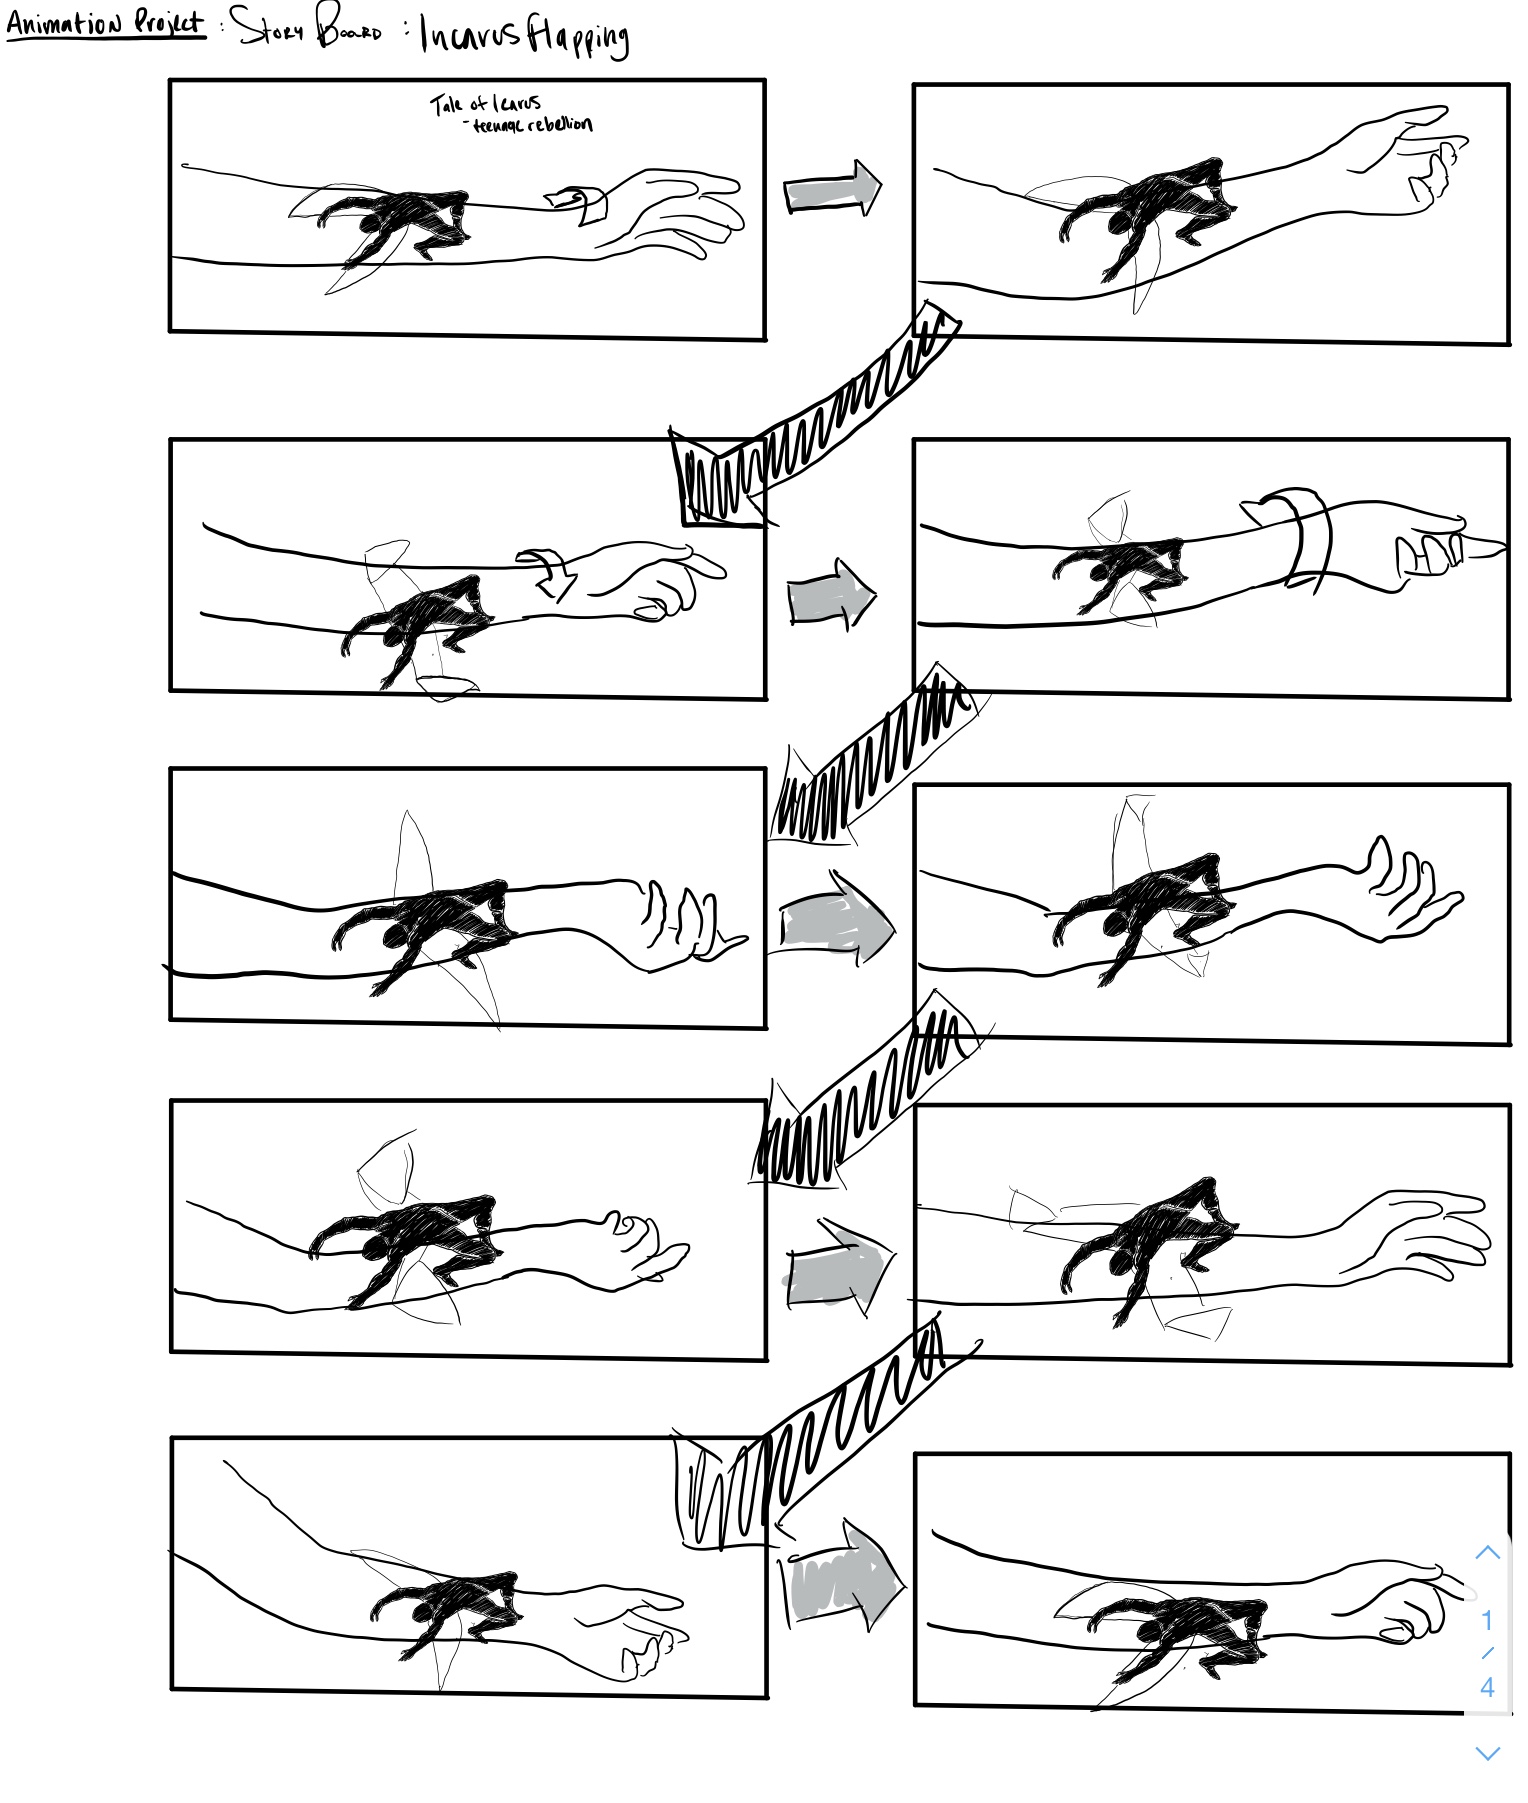 Animation Project : Story Board : Incarus flapping
Tale of Icarus
- teenage rebellion
1
/
4